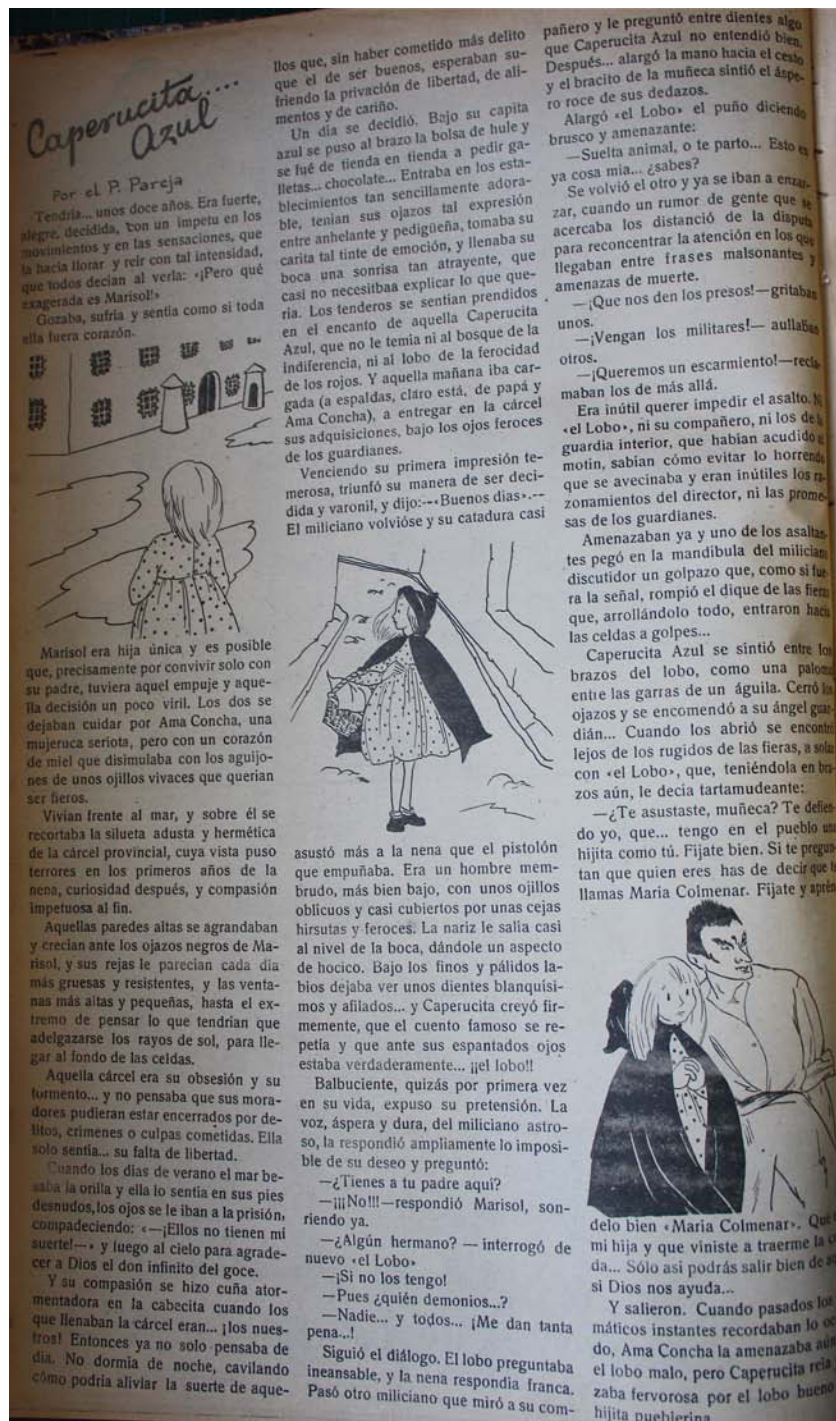 Caperucita....
Azul
Por el P. Pareja
Tendría... unos doce años. Era fuerte,
alegre, decidida, con un ímpetu en los
movimientos y en las sensaciones, que
la hacía llorar y reír con tal intensidad,
que todos decían al verla: «¡Pero qué
exagerada es Marisol!»
Gozaba, sufría y sentía como si toda
ella fuera corazón.
Marisol era hija única y es posible
que, precisamente por convivir solo con
su padre, tuviera aquel empuje y aque-
lla decisión un poco viril. Los dos se
dejaban cuidar por Ama Concha, una
mujeruca seriota, pero con un corazón
de miel que disimulaba con los aguijo-
nes de unos ojillos vivaces que querían
ser fieros.
Vivían frente al mar, y sobre él se
recortaba la silueta adusta y hermética
de la cárcel provincial, cuya vista puso
terrores en los primeros años de la
nena, curiosidad después, y compasión
impetuosa al fin.
Aquellas paredes altas se agrandaban
y crecían ante los ojazos negros de Ma-
risol, y sus rejas le parecían cada día
más gruesas y resistentes, y las venta-
nas más altas y pequeñas, hasta el ex-
tremo de pensar lo que tendrían que
adelgazarse los rayos de sol, para lle-
gar al fondo de las celdas.
Aquella cárcel era su obsesión y su
tormento... y no pensaba que sus mora-
dores pudieran estar encerrados por de-
litos, crímenes o culpas cometidas. Ella
solo sentía... su falta de libertad.
Cuando los días de verano el mar be-
saba la orilla y ella lo sentía en sus pies
desnudos, los ojos se le iban a la prisión,
compadeciendo: «—¡Ellos no tienen mi
suerte!—» y luego al cielo para agrade-
cer a Dios el don infinito del goce.
Y su compasión se hizo cuña ator-
mentadora en la cabecita cuando los
que llenaban la cárcel eran... ¡los nues-
tros! Entonces ya no solo pensaba de
día. No dormía de noche, cavilando
cómo podría aliviar la suerte de aque-
llos que, sin haber cometido más delito
que el de ser buenos, esperaban su-
friendo la privación de libertad, de ali-
mentos y de cariño.
Un día se decidió. Bajo su capita
azul se puso al brazo la bolsa de hule y
se fué de tienda en tienda a pedir ga-
lletas... chocolate... Entraba en los esta-
blecimientos tan sencillamente adora-
ble, tenían sus ojazos tal expresión
entre anhelante y pedigüeña, tomaba su
carita tal tinte de emoción, y llenaba su
boca una sonrisa tan atrayente, que
casi no necesitbaa explicar lo que que-
ría. Los tenderos se sentían prendidos
en el encanto de aquella Caperucita
Azul, que no le temía ni al bosque de la
indiferencia, ni al lobo de la ferocidad
de los rojos. Y aquella mañana iba car-
gada (a espaldas, claro está, de papá y
Ama Concha), a entregar en la cárcel
sus adquisiciones, bajo los ojos feroces
de los guardianes.
Venciendo su primera impresión te-
merosa, triunfó su manera de ser deci-
dida y varonil, y dijo:--«Buenos días».--
El miliciano volvióse y su catadura casi
asustó más a la nena que el pistolón
que empuñaba. Era un hombre mem-
brudo, más bien bajo, con unos ojillos
oblicuos y casi cubiertos por unas cejas
hirsutas y feroces. La nariz le salía casi
al nivel de la boca, dándole un aspecto
de hocico. Bajo los finos y pálidos la-
bios dejaba ver unos dientes blanquísi-
mos y afilados... y Caperucita creyó fir-
memente, que el cuento famoso se re-
petía y que ante sus espantados ojos
estaba verdaderamente... ¡¡el lobo!!
Balbuciente, quizás por primera vez
en su vida, expuso su pretensión. La
voz, áspera y dura, del miliciano astro-
so, la respondió ampliamente lo imposi-
ble de su deseo y preguntó:
—¿Tienes a tu padre aquí?
—¡¡¡No!!!—respondió Marisol, son-
riendo ya.
—¿Algún hermano? — interrogó de
nuevo «el Lobo»
—¡Si no los tengo!
—Pues ¿quién demonios...?
—Nadie... y todos... ¡Me dan tanta
pena...!
Siguió el diálogo. El lobo preguntaba
ineansable, y la nena respondía franca.
Pasó otro miliciano que miró a su com-
pañero y le preguntó entre dientes algo
que Caperucita Azul no entendió bien.
Después... alargó la mano hacia el cesto
y el bracito de la muñeca sintió el áspe-
ro roce de sus dedazos.
Alargó «el Lobo» el puño diciendo
brusco y amenazante:
—Suelta animal, o te parto... Esto es
ya cosa mia... ¿sabes?
Se volvió el otro y ya se iban a enzar-
zar, cuando un rumor de gente que se
acercaba los distanció de la disputa
para reconcentrar la atención en los que
llegaban entre frases malsonantes y
amenazas de muerte.
—¡Que nos den los presos!—gritaban
unos.
—¡Vengan los militares!— aullaban
otros.
—¡Queremos un escarmiento!—recla-
maban los de más allá.
Era inútil querer impedir el asalto. Ni
«el Lobo», ni su compañero, ni los de la
guardia interior, que habían acudido al
motín, sabían cómo evitar lo horrendo
que se avecinaba y eran inútiles los ra-
zonamientos del director, ni las prome-
sas de los guardianes.
Amenazaban ya y uno de los asaltan-
tes pegó en la mandíbula del miliciano
discutidor un golpazo que, como si fue-
ra la señal, rompió el dique de las fieras
que, arrollándolo todo, entraron hacia
las celdas a golpes...
Caperucita Azul se sintió entre los
brazos del lobo, como una paloma
entre las garras de un águila. Cerró los
ojazos y se encomendó a su ángel guar-
dián... Cuando los abrió se encontró
lejos de los rugidos de las fieras, a solas
con «el Lobo», que, teniéndola en bra-
zos aún, le decía tartamudeante:
—¿Te asustaste, muñeca? Te defien-
do yo, que... tengo en el pueblo una
hijita como tú. Fíjate bien. Si te pregun-
tan que quien eres has de decir que te
llamas María Colmenar. Fíjate y aprén-
delo bien «María Colmenar». Que
mi hija y que viniste a traerme la
da... Sólo así podrás salir bien de
si Dios nos ayuda...
Y salieron. Cuando pasados los
máticos instantes recordaban lo
do, Ama Concha la amenazaba aún
el lobo malo, pero Caperucita reía
zaba fervorosa por el lobo bueno
hijita pueblerina